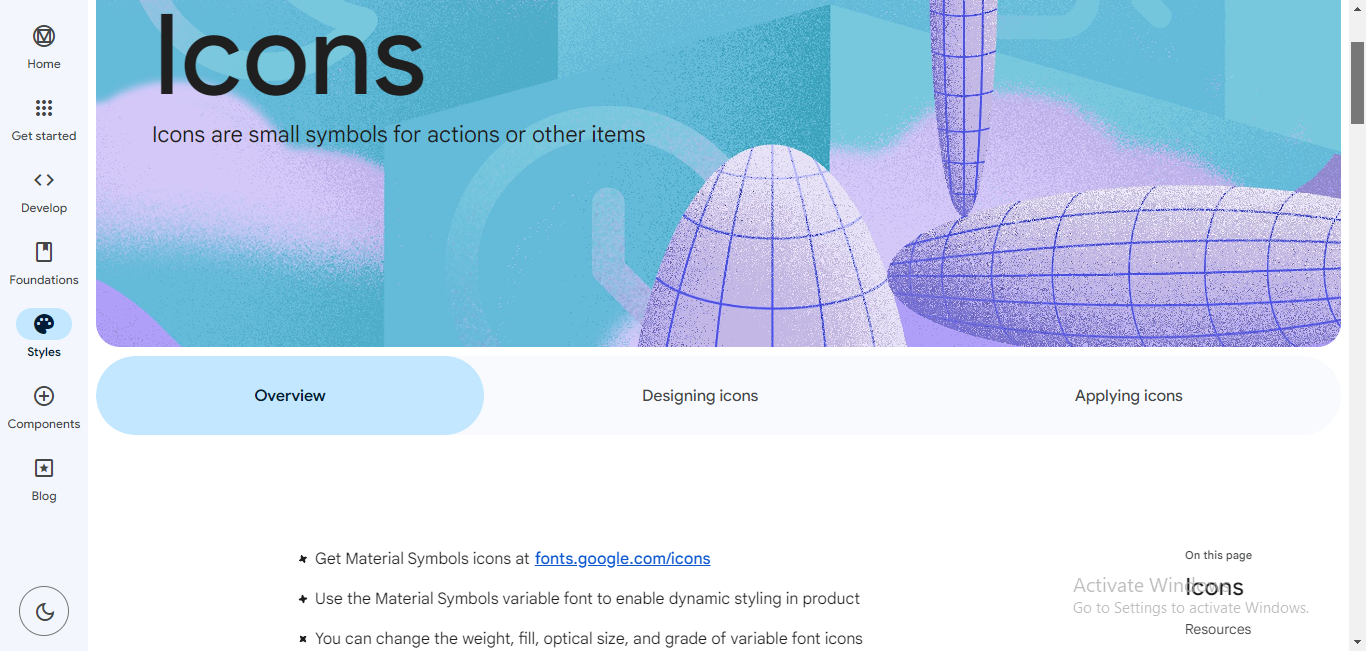 Home
Get started
Develop
Foundations
Styles
Components
Blog
Icons
Icons are small symbols for actions or other items
Overview
Designing icons
Applying icons
Get Material Symbols icons at fonts.google.com/icons
Use the Material Symbols variable font to enable dynamic styling in product
You can change the weight, fill, optical size, and grade of variable font icons
On this page
Icons
Resources
Activate Windows
Go to Settings to activate Windows.